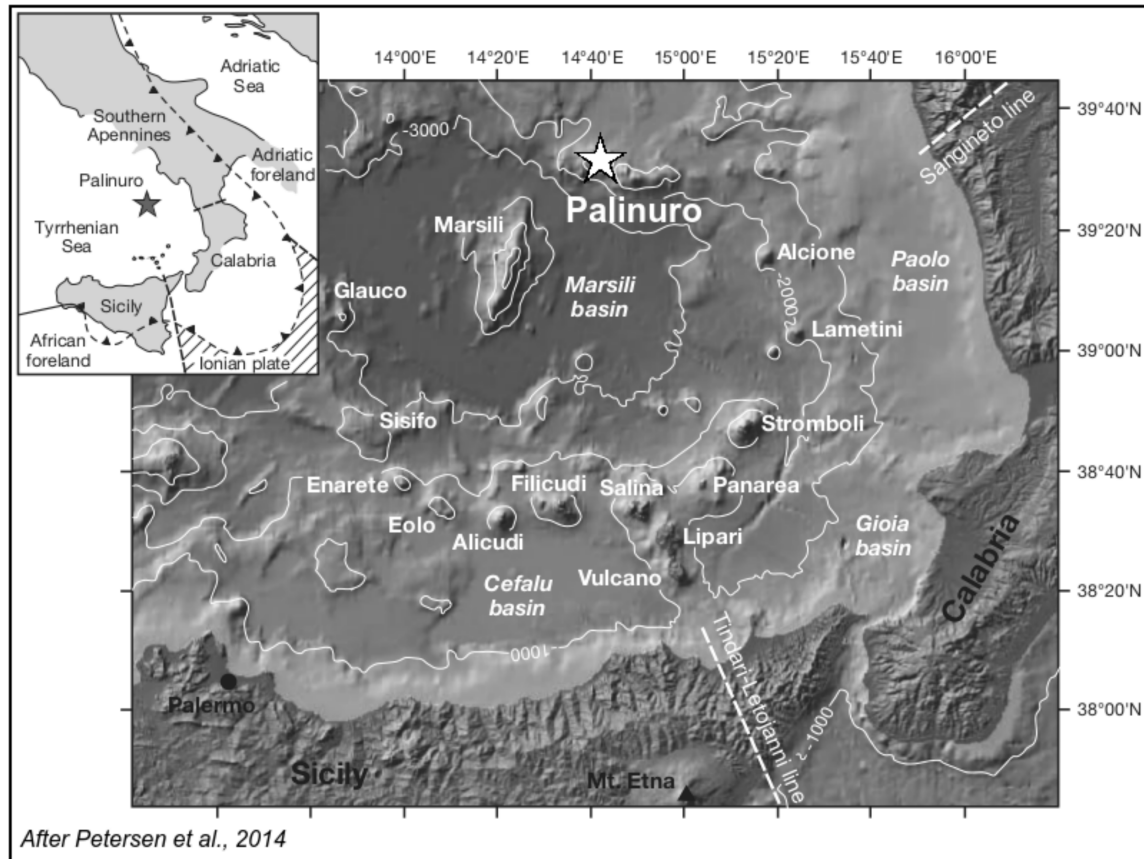 Adriatic
Sea
Southern
Apennines
Adriatic
foreland
Palinuro
Tyrrhenian
Sea
Calabria
Sicily
African
foreland
Ionian plate
14°00'E 14°20'E 14°40'E 15°00'E 15°20'E 15°40'E 16°00'E
39°40'N
39°20'N
39°00'N
38°40'N
38°20'N
38°00'N
-3000
Sangineto line
Palinuro
Marsili
Alcione
Paolo
basin
Marsili
basin
Glauco
-2000
Lametini
Sisifo
Stromboli
Enarete
Filicudi
Salina
Panarea
Eolo
Alicudi
Lipari
Gioia
basin
Cefalu
basin
Vulcano
Calabria
-1000
Tindari-Letojanni line
-1000
Palermo
Sicily
Mt. Etna
After Petersen et al., 2014